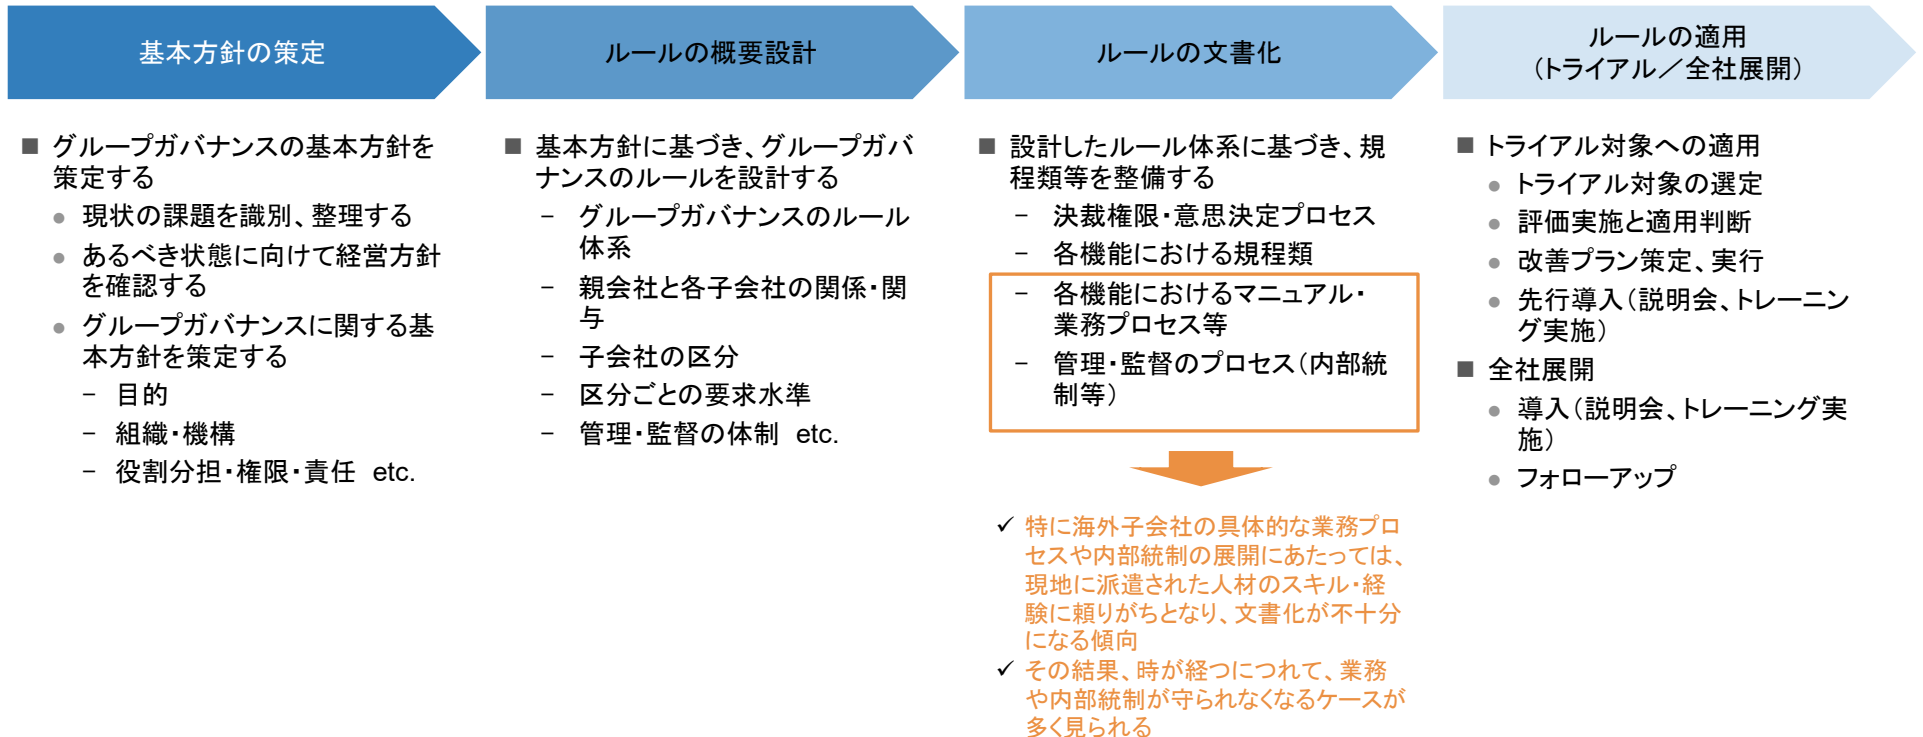 基本方針の策定
ルールの概要設計
ルールの文書化
ルールの適用
（トライアル／全社展開）
■ グループガバナンスの基本方針を
策定する
● 現状の課題を識別、整理する
● あるべき状態に向けて経営方針
を確認する
● グループガバナンスに関する基
本方針を策定する
− 目的
− 組織・機構
− 役割分担・権限・責任 etc.
■ 基本方針に基づき、グループガバ
ナンスのルールを設計する
− グループガバナンスのルール
体系
− 親会社と各子会社の関係・関
与
− 子会社の区分
− 区分ごとの要求水準
− 管理・監督の体制 etc.
■ 設計したルール体系に基づき、規
程類等を整備する
− 決裁権限・意思決定プロセス
− 各機能における規程類
− 各機能におけるマニュアル・
業務プロセス等
− 管理・監督のプロセス（内部統
制等）
✓ 特に海外子会社の具体的な業務プロ
セスや内部統制の展開にあたっては、
現地に派遣された人材のスキル・経
験に頼りがちとなり、文書化が不十分
になる傾向
✓ その結果、時が経つにつれて、業務
や内部統制が守られなくなるケースが
多く見られる
■ トライアル対象への適用
● トライアル対象の選定
● 評価実施と適用判断
● 改善プラン策定、実行
● 先行導入（説明会、トレーニン
グ実施）
■ 全社展開
● 導入（説明会、トレーニング実
施）
● フォローアップ